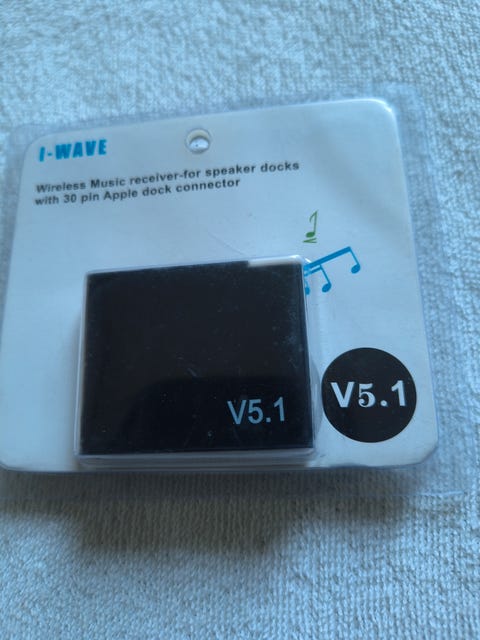 I-WAVE
Wireless Music receiver-for speaker docks
with 30 pin Apple dock connector
V5.1
V5.1